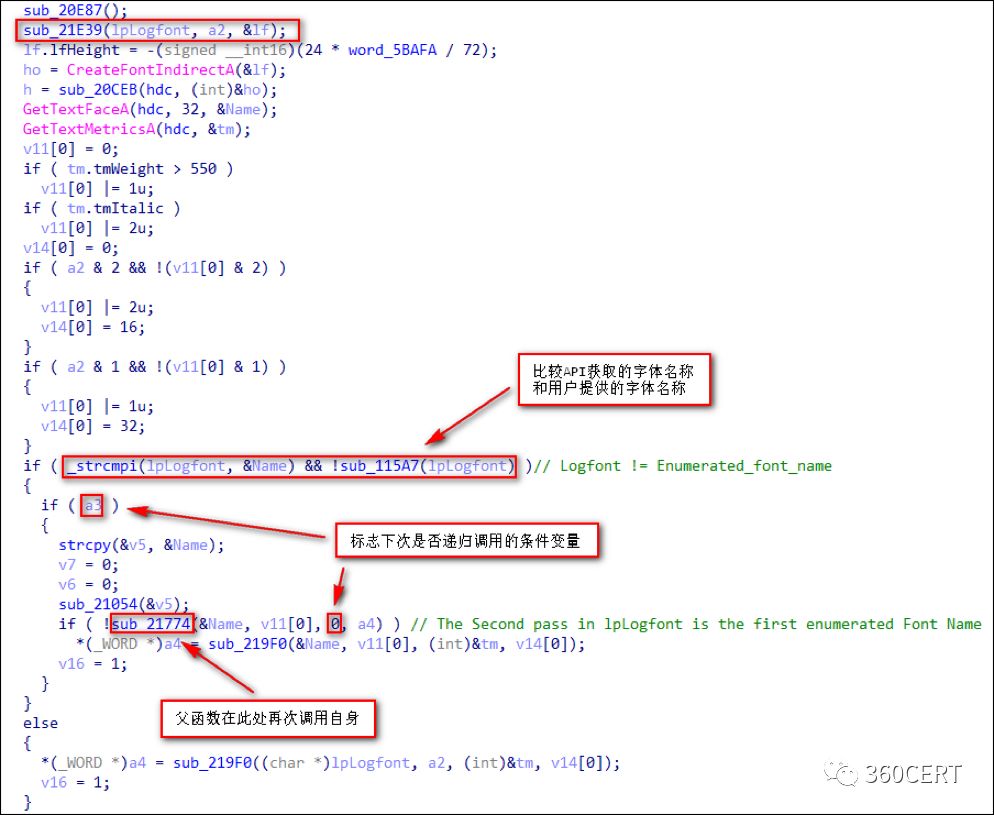 sub_20E87();
sub_21E39(lpLogfont, a2, &lf);
lf.lfHeight = -(signed __int16)(24 * word_5BAFA / 72);
ho = CreateFontIndirectA(&lf);
h = sub_20CEB(hdc, (int)&ho);
GetTextFaceA(hdc, 32, &Name);
GetTextMetricsA(hdc, &tm);
v11[0] = 0;
if ( tm.tmWeight > 550 )
v11[0] |= 1u;
if ( tm.tmItalic )
v11[0] |= 2u;
v14[0] = 0;
if ( a2 & 2 && !(v11[0] & 2) )
{
v11[0] |= 2u;
v14[0] = 16;
}
if ( a2 & 1 && !(v11[0] & 1) )
{
v11[0] |= 1u;
v14[0] = 32;
}
比较API获取的字体名称
和用户提供的字体名称
if ( _strcmpi(lpLogfont, &Name) && !sub_115A7(lpLogfont) )// Logfont != Enumerated_font_name
{
if ( a3 )
{
标志下次是否递归调用的条件变量
strcpy(&v5, &Name);
v7 = 0;
v6 = 0;
sub_21054(&v5);
if ( !sub_21774(&Name, v11[0], 0, a4) ) // The Second pass in lpLogfont is the first enumerated Font Name
*(_WORD *)a4 = sub_219F0(&Name, v11[0], (int)&tm, v14[0]);
v16 = 1;
}
}
父函数在此处再次调用自身
else
{
*(_WORD *)a4 = sub_219F0((char *)lpLogfont, a2, (int)&tm, v14[0]);
v16 = 1;
}
360CERT